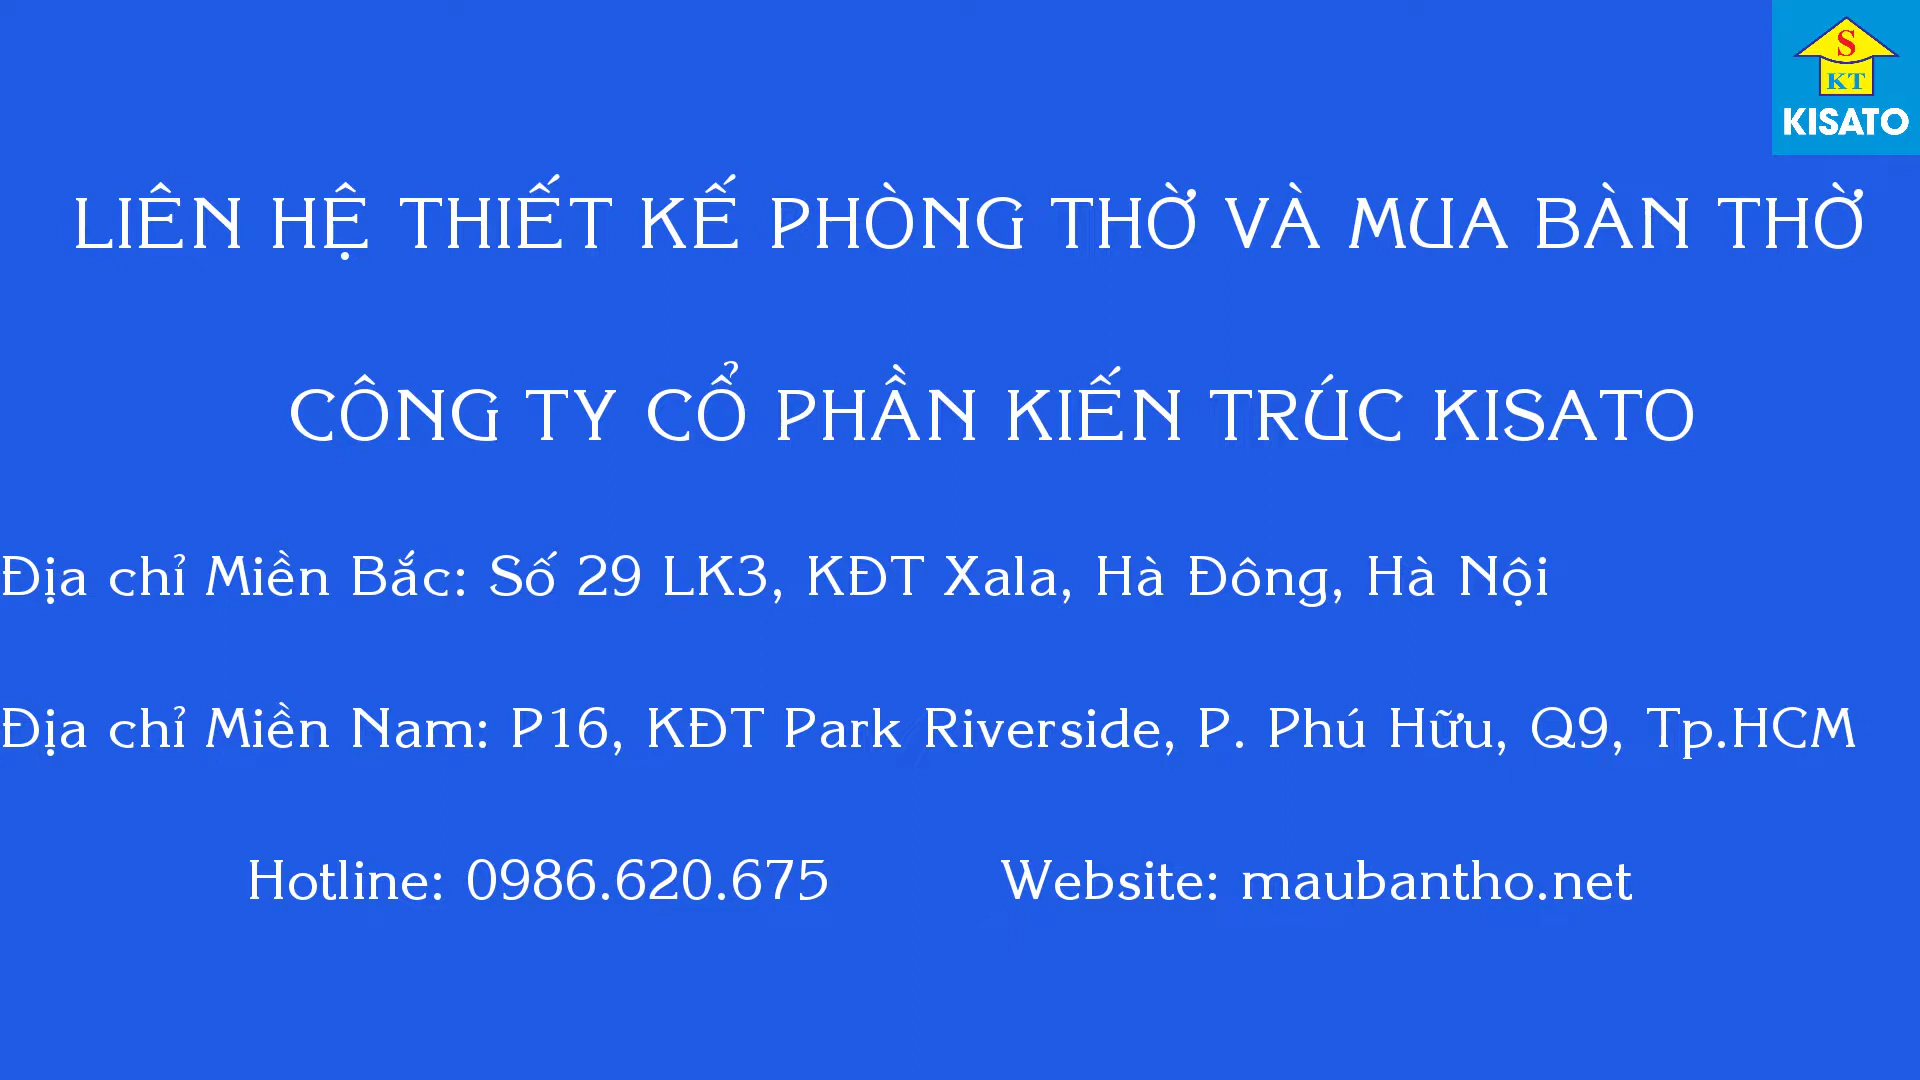 S
KT
KISATO
LIÊN HỆ THIẾT KẾ PHÒNG THỜ VÀ MUA BÀN THỜ
CÔNG TY CỔ PHẦN KIẾN TRÚC KISATO
Địa chỉ Miền Bắc: Số 29 LK3, KĐT Xala, Hà Đông, Hà Nội
Địa chỉ Miền Nam: P16, KĐT Park Riverside, P. Phú Hữu, Q9, Tp.HCM
Hotline: 0986.620.675 Website: maubantho.net